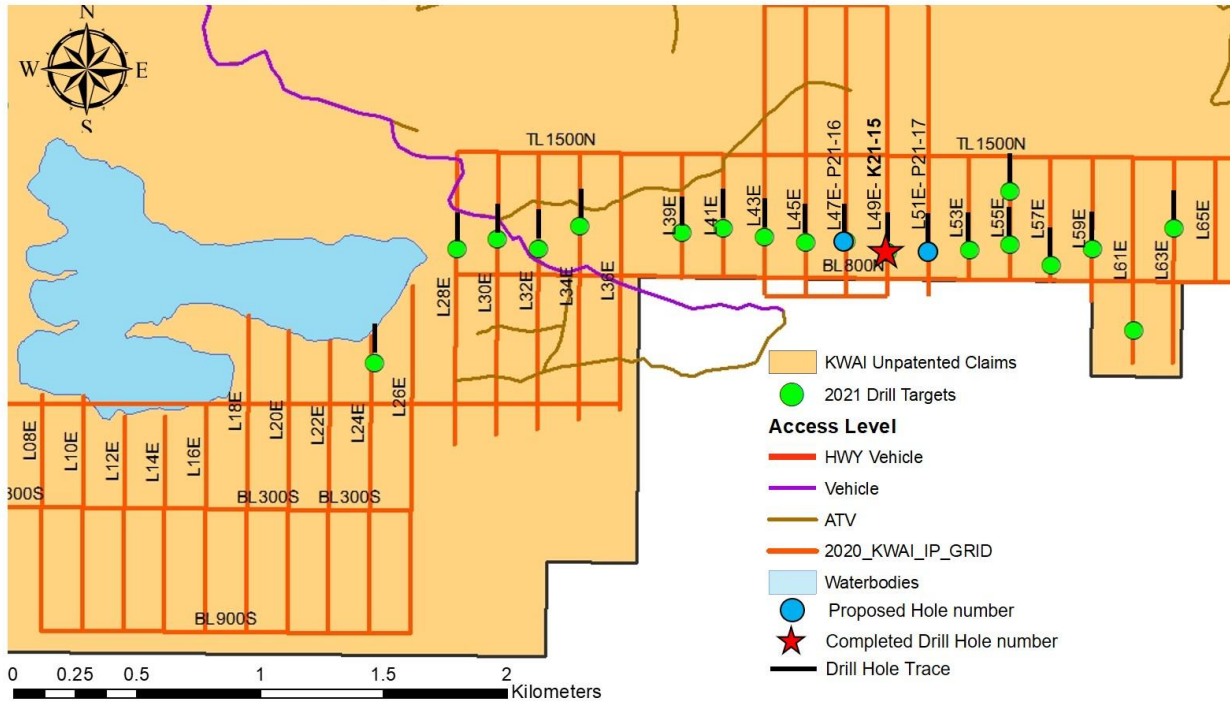 N
W E
S
TL1500N
TL1500N
L28E
L30E
L32E
L34E
L36E
L39E
L41E
L43E
L45E
L47E- P21-16
L49E- K21-15
L51E- P21-17
L53E
L55E
L57E
L59E
L61E
L63E
L65E
BL800N
L08E
L10E
L12E
L14E
L16E
L18E
L20E
L22E
L24E
L26E
300S
BL300S
BL300S
BL900S
KWAI Unpatented Claims
2021 Drill Targets
Access Level
HWY Vehicle
Vehicle
ATV
2020_KWAI_IP_GRID
Waterbodies
Proposed Hole number
Completed Drill Hole number
Drill Hole Trace
0 0.25 0.5 1 1.5 2
Kilometers